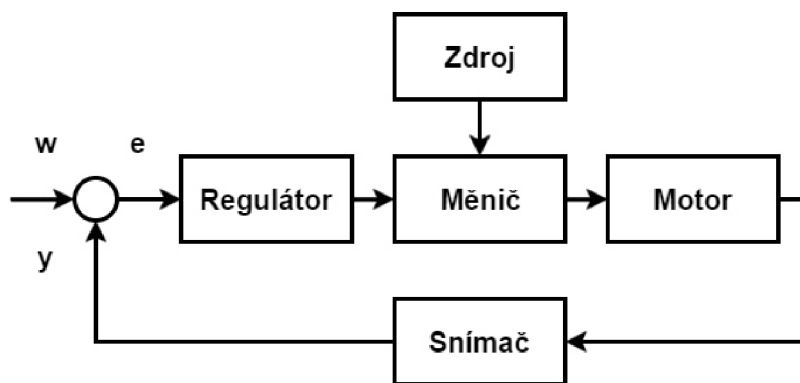 Zdroj
w
e
Regulátor
Měnič
Motor
y
Snímač